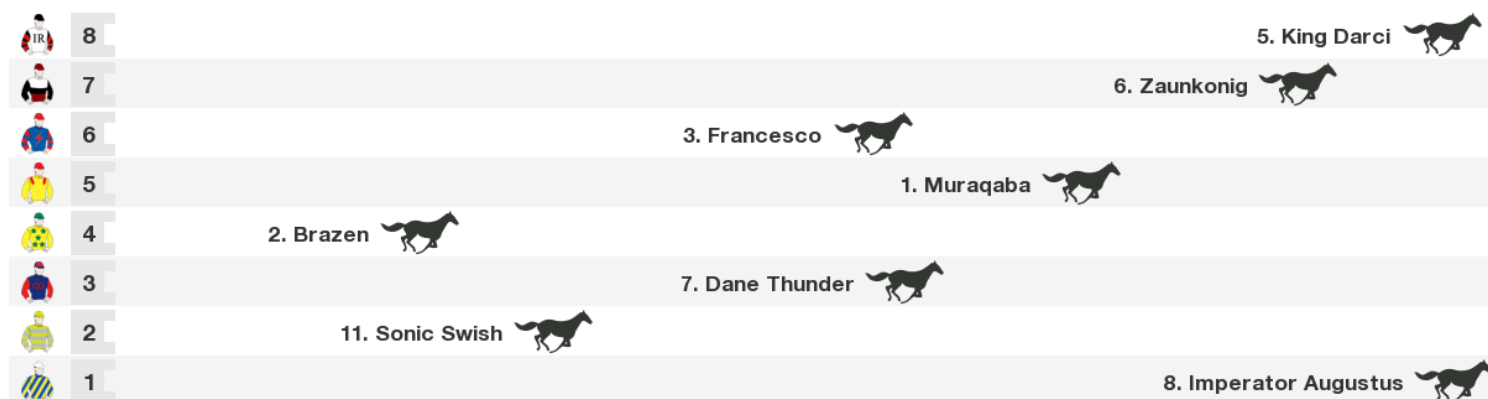 IR 8 5. King Darci
7 6. Zaunkonig
6 3. Francesco
5 1. Muraqaba
4 2. Brazen
3 7. Dane Thunder
2 11. Sonic Swish
1 8. Imperator Augustus